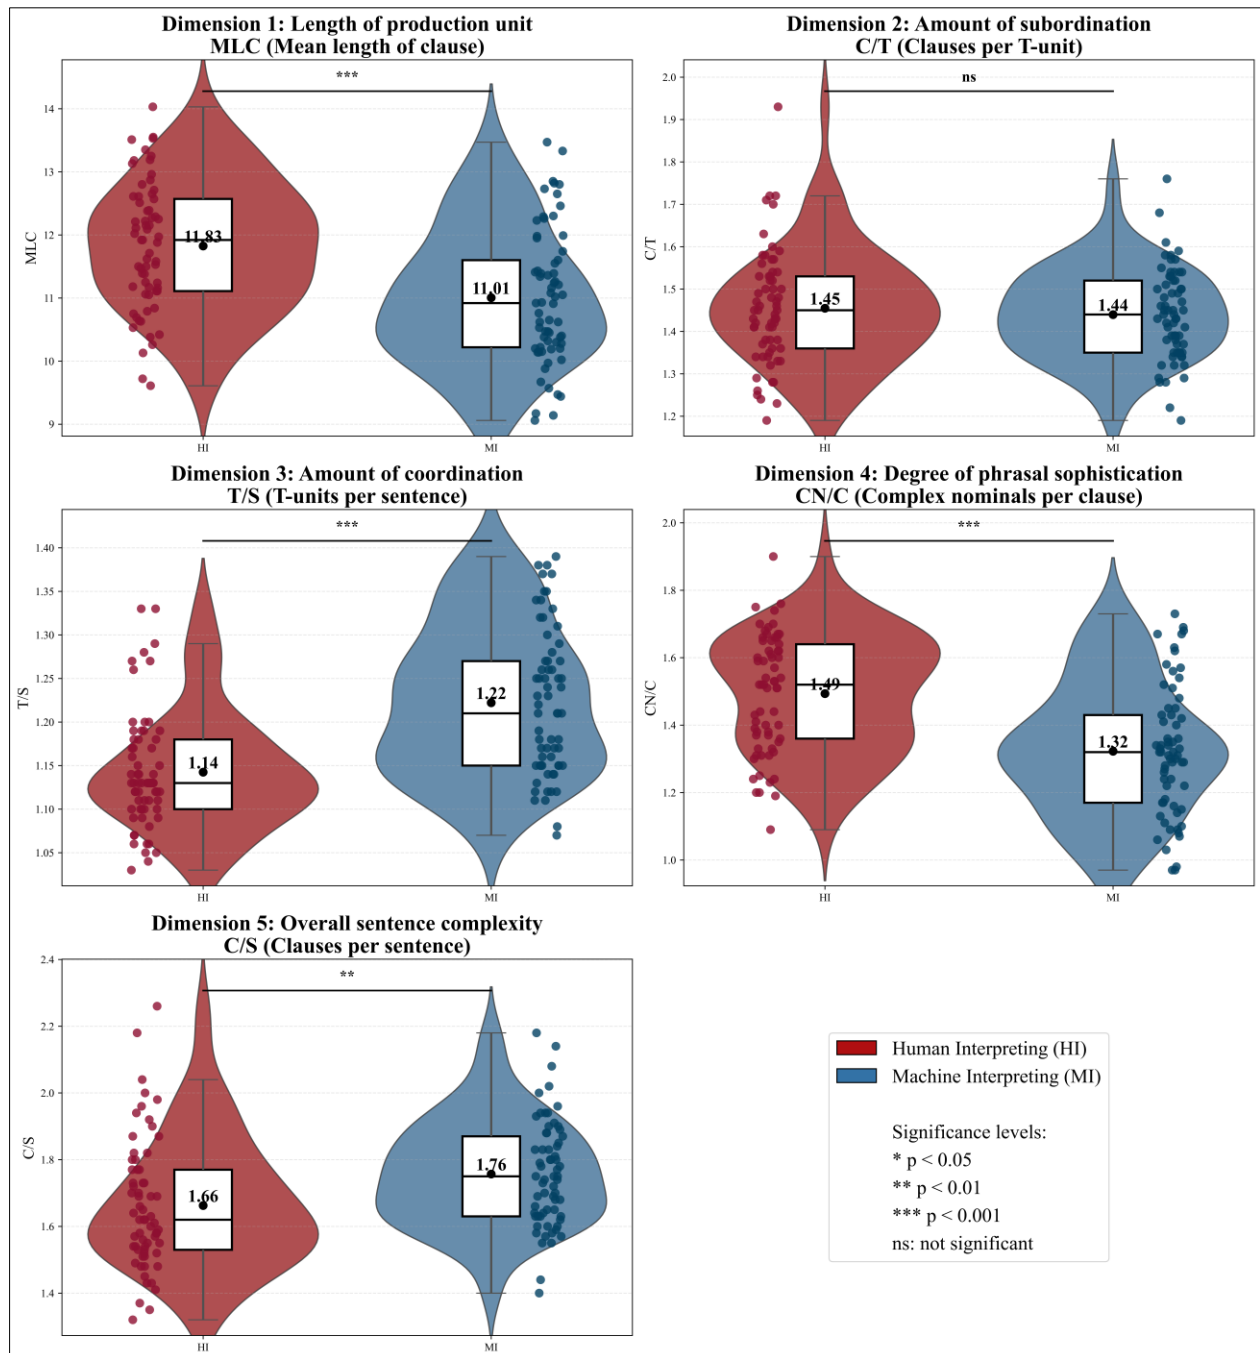 Dimension 1: Length of production unit
MLC (Mean length of clause)
***
14
13
12
11
10
9
MLC
11.83
11.01
HI
MI
Dimension 2: Amount of subordination
C/T (Clauses per T-unit)
ns
2.0
1.9
1.8
1.7
1.6
1.5
1.4
1.3
1.2
C/T
1.45
1.44
HI
MI
Dimension 3: Amount of coordination
T/S (T-units per sentence)
***
1.40
1.35
1.30
1.25
1.20
1.15
1.10
1.05
T/S
1.14
1.22
HI
MI
Dimension 4: Degree of phrasal sophistication
CN/C (Complex nominals per clause)
***
2.0
1.8
1.6
1.4
1.2
1.0
CN/C
1.49
1.32
HI
MI
Dimension 5: Overall sentence complexity
C/S (Clauses per sentence)
**
2.4
2.2
2.0
1.8
1.6
1.4
C/S
1.66
1.76
HI
MI
Human Interpreting (HI)
Machine Interpreting (MI)
Significance levels:
* p < 0.05
** p < 0.01
*** p < 0.001
ns: not significant